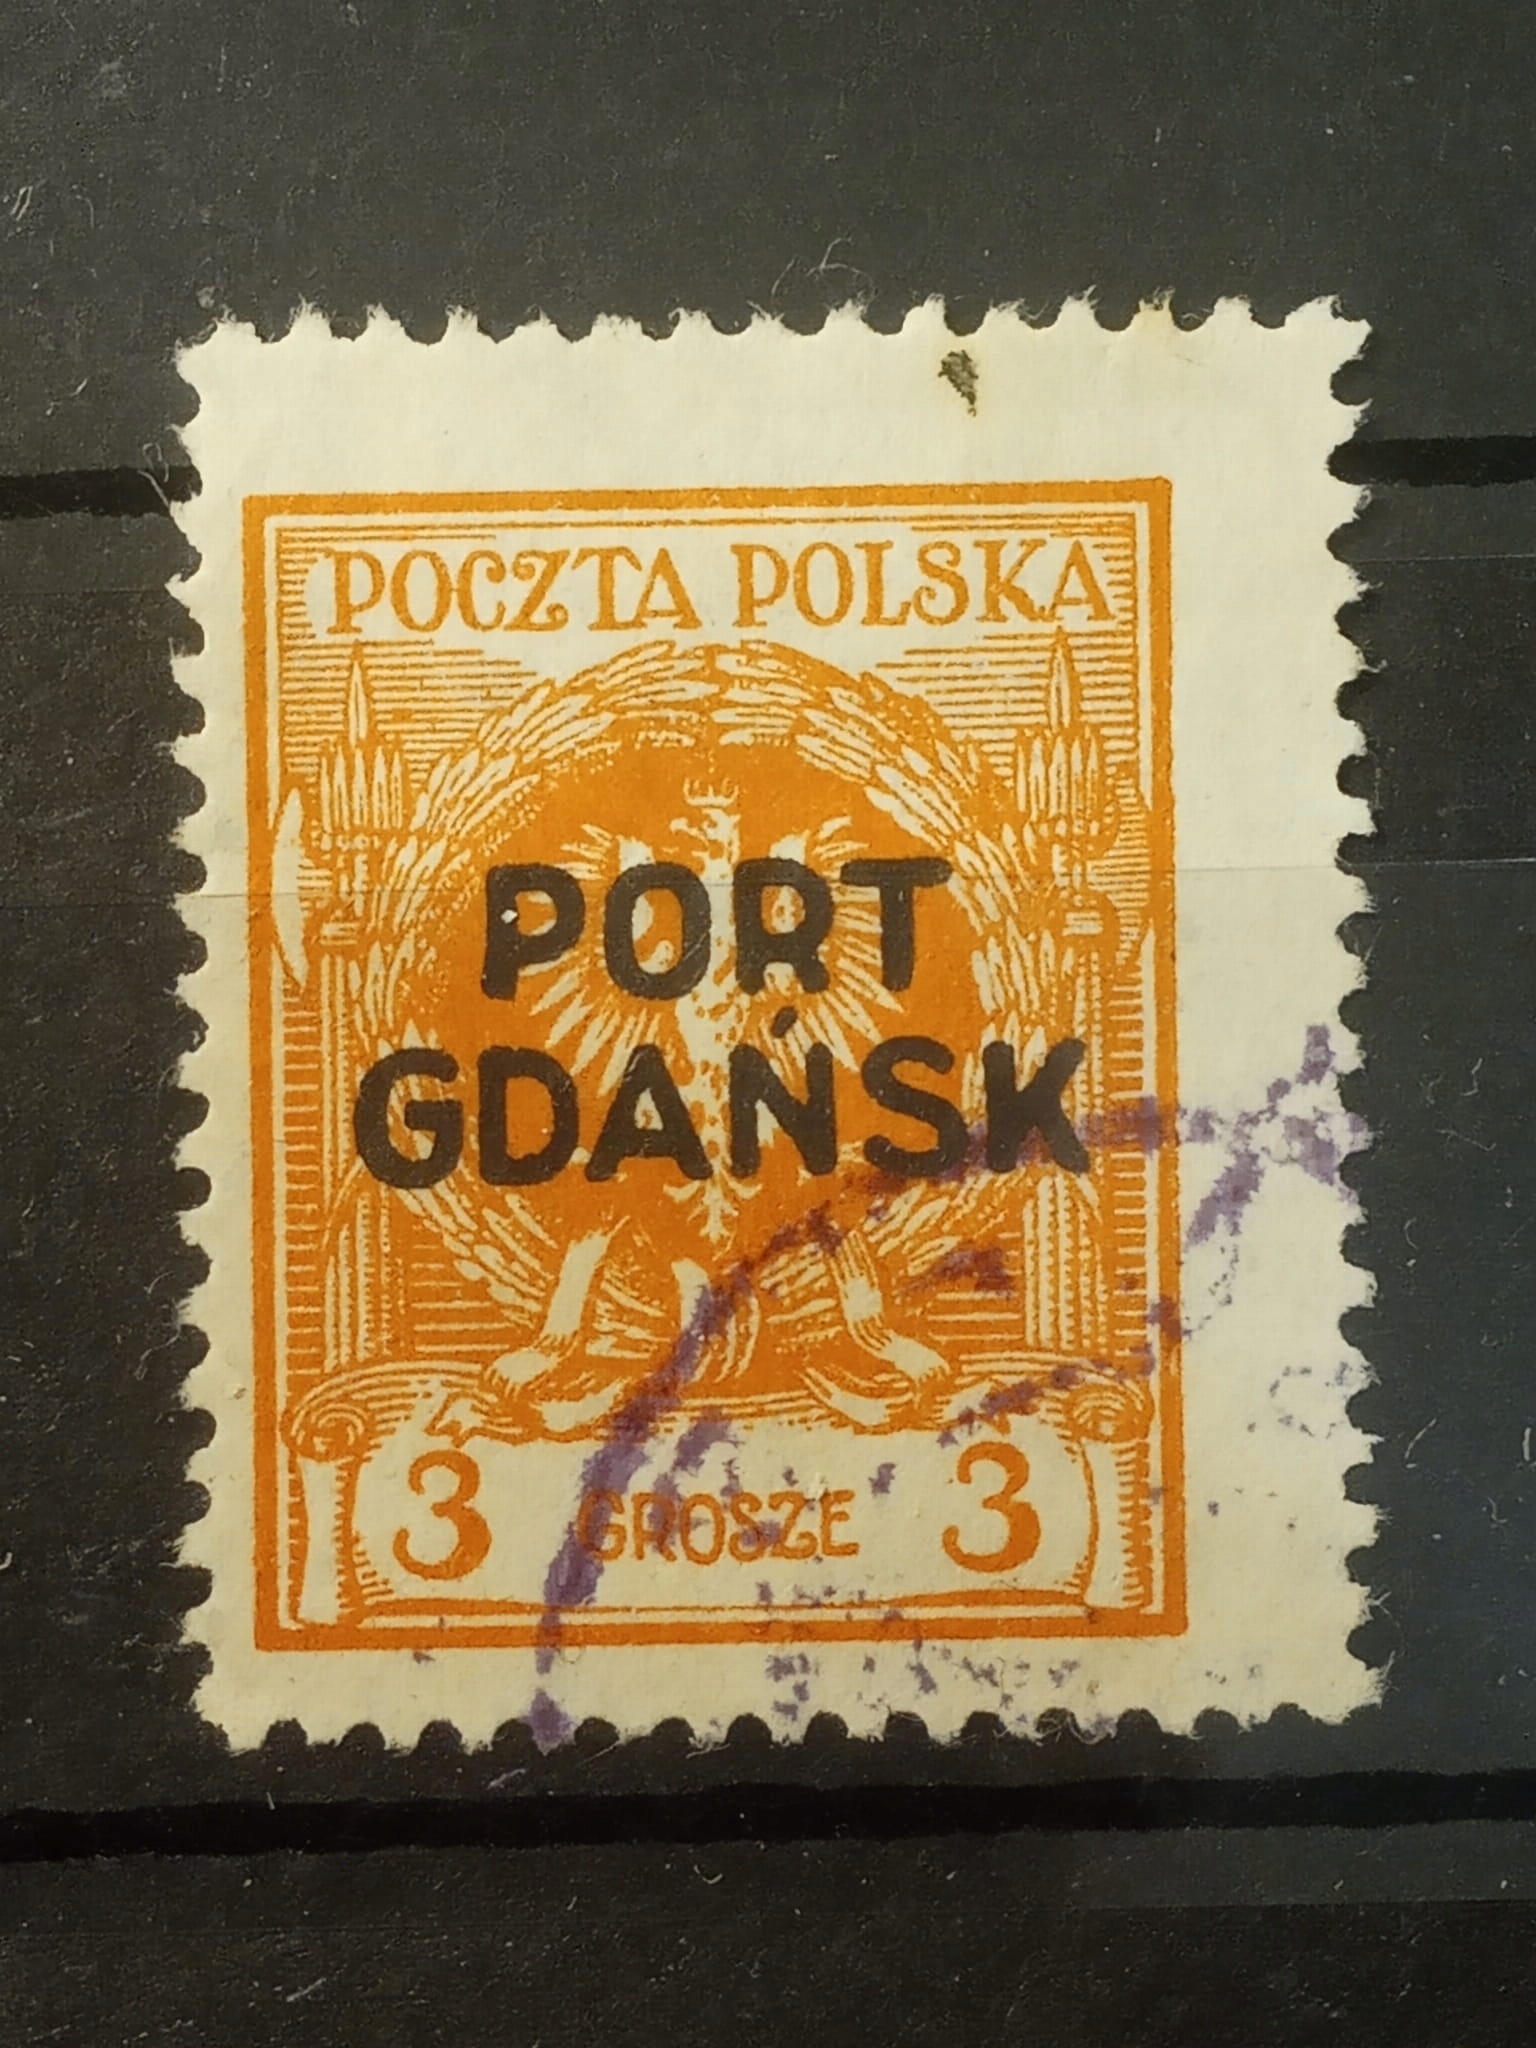 POCZTA POLSKA
PORT
GDAŃSK
3 GROSZE 3